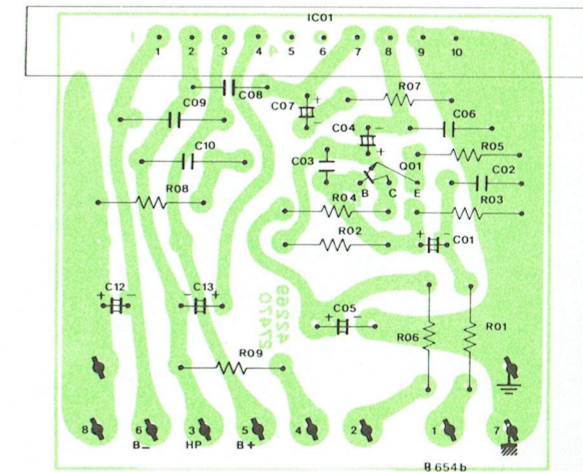 IC01
1 2 3 4 5 6 7 8 9 10
C08
R07
C09
C07
C04
C06
C10
C03
Q01
R05
C02
R08
B C E
R04
R03
R02
C01
C12
C13
C05
R06
R01
R09
8 6 3 5 4 2 1 7
B– HP B+
8654b